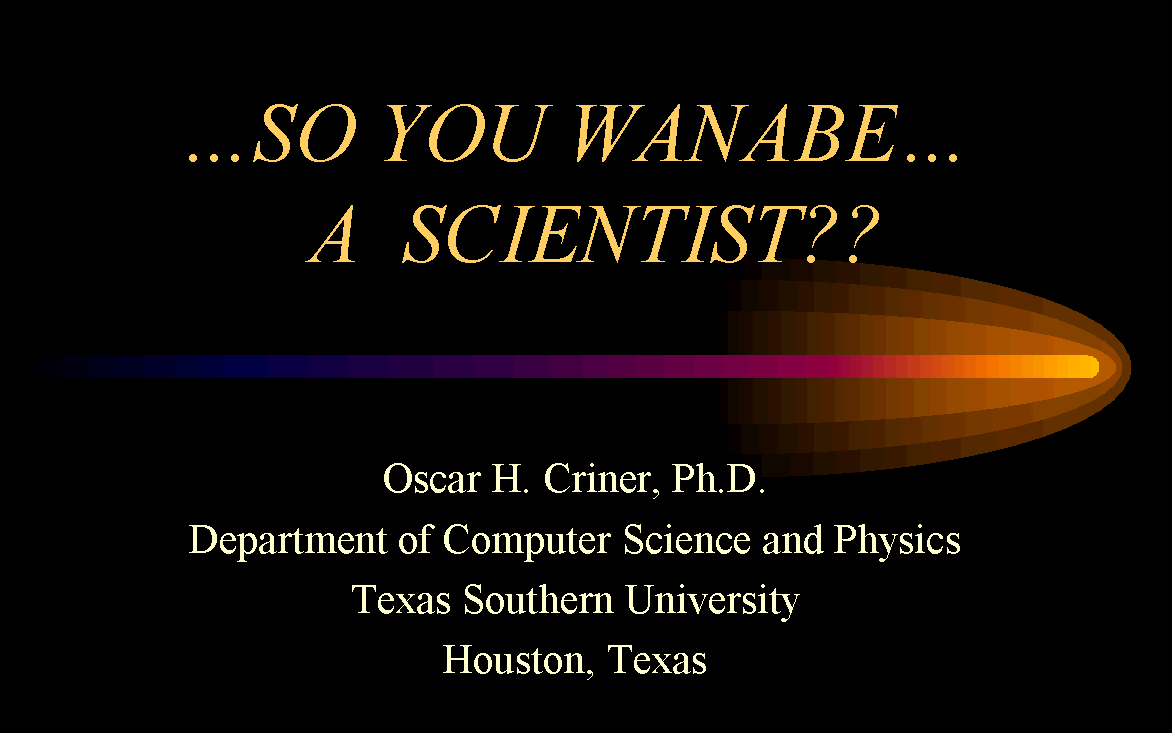 ...SO YOU WANABE...
A SCIENTIST??
Oscar H. Criner, Ph.D.
Department of Computer Science and Physics
Texas Southern University
Houston, Texas